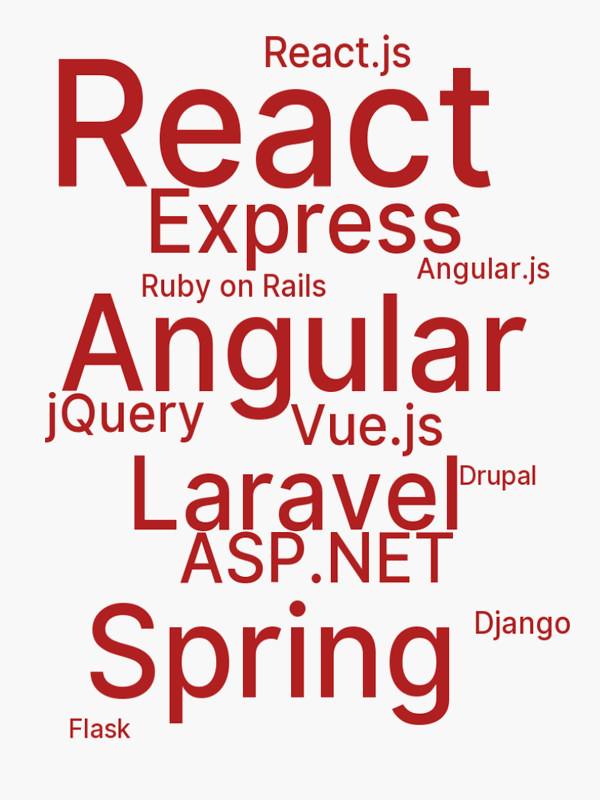 React.js
React
Express
Angular.js
Ruby on Rails
Angular
jQuery
Vue.js
Laravel
Drupal
ASP.NET
Spring
Django
Flask